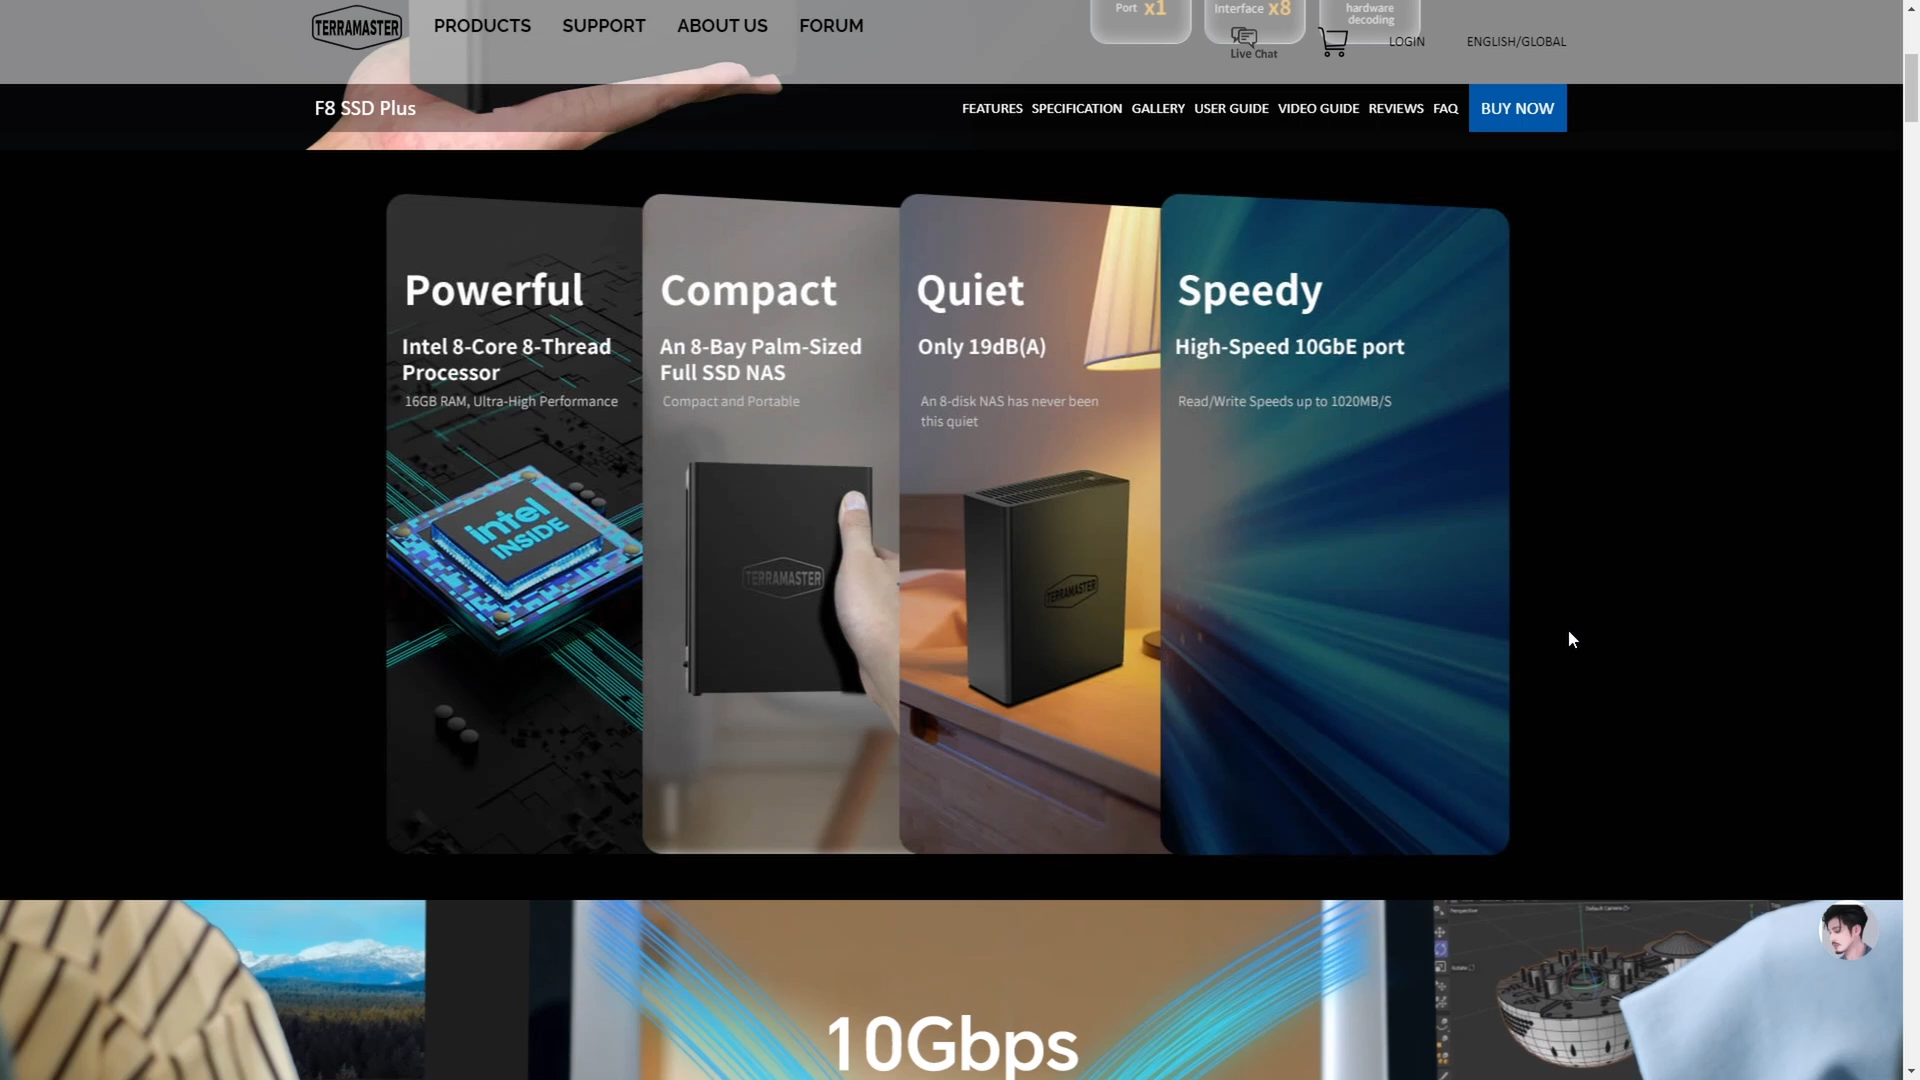 TERRAMASTER
PRODUCTS SUPPORT ABOUT US FORUM
Port x1
Interface x8
hardware
decoding
Live Chat
LOGIN
ENGLISH/GLOBAL
F8 SSD Plus
FEATURES SPECIFICATION GALLERY USER GUIDE VIDEO GUIDE REVIEWS FAQ BUY NOW
Powerful
Intel 8-Core 8-Thread
Processor
16GB RAM, Ultra-High Performance
intel
INSIDE
Compact
An 8-Bay Palm-Sized
Full SSD NAS
Compact and Portable
TERRAMASTER
Quiet
Only 19dB(A)
An 8-disk NAS has never been
this quiet
TERRAMASTER
Speedy
High-Speed 10GbE port
Read/Write Speeds up to 1020MB/S
10Gbps